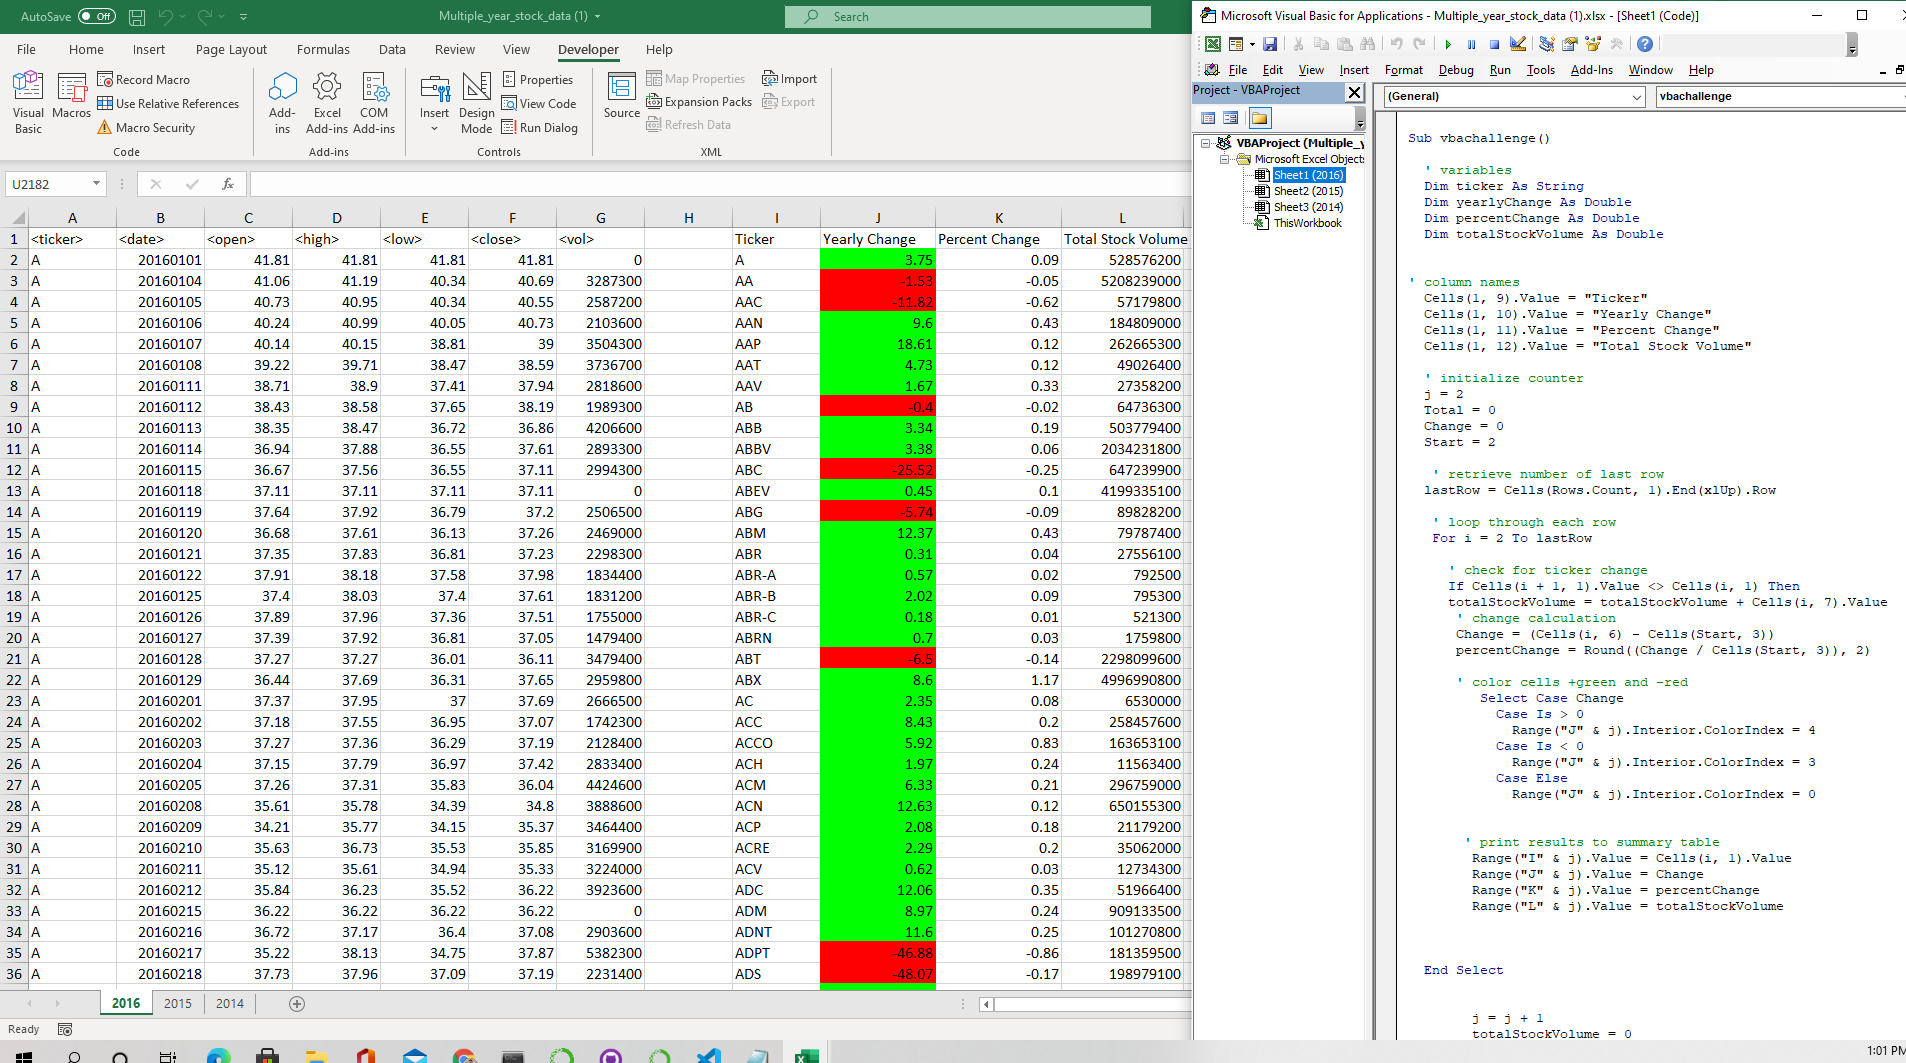 AutoSave Off Multiple_year_stock_data (1) Search
File Home Insert Page Layout Formulas Data Review View Developer Help
Visual Basic
Macros
Record Macro
Use Relative References
Macro Security
Code
Add-ins
Excel Add-ins
COM Add-ins
Add-ins
Insert
Design Mode
Properties
View Code
Run Dialog
Controls
Source
Map Properties
Expansion Packs
Refresh Data
Import
Export
XML
U2182 fx
A B C D E F G H I J K L
1 <ticker> <date> <open> <high> <low> <close> <vol> Ticker Yearly Change Percent Change Total Stock Volume
2 A 20160101 41.81 41.81 41.81 41.81 0 A 3.75 0.09 528576200
3 A 20160104 41.06 41.19 40.34 40.69 3287300 AA -1.53 -0.05 5208239000
4 A 20160105 40.73 40.95 40.34 40.55 2587200 AAC -11.82 -0.62 57179800
5 A 20160106 40.24 40.99 40.05 40.73 2103600 AAN 9.6 0.43 184809000
6 A 20160107 40.14 40.15 38.81 39 3504300 AAP 18.61 0.12 262665300
7 A 20160108 39.22 39.71 38.47 38.59 3736700 AAT 4.73 0.12 49026400
8 A 20160111 38.71 38.9 37.41 37.94 2818600 AAV 1.67 0.33 27358200
9 A 20160112 38.43 38.58 37.65 38.19 1989300 AB -0.4 -0.02 64736300
10 A 20160113 38.35 38.47 36.72 36.86 4206600 ABB 3.34 0.19 503779400
11 A 20160114 36.94 37.88 36.55 37.61 2893300 ABBV 3.38 0.06 2034231800
12 A 20160115 36.67 37.56 36.55 37.11 2994300 ABC -25.52 -0.25 647239900
13 A 20160118 37.11 37.11 37.11 37.11 0 ABEV 0.45 0.1 4199335100
14 A 20160119 37.64 37.92 36.79 37.2 2506500 ABG -5.74 -0.09 89828200
15 A 20160120 36.68 37.61 36.13 37.26 2469000 ABM 12.37 0.43 79787400
16 A 20160121 37.35 37.83 36.81 37.23 2298300 ABR 0.31 0.04 27556100
17 A 20160122 37.91 38.18 37.58 37.98 1834400 ABR-A 0.57 0.02 792500
18 A 20160125 37.4 38.03 37.4 37.61 1831200 ABR-B 2.02 0.09 795300
19 A 20160126 37.89 37.96 37.36 37.51 1755000 ABR-C 0.18 0.01 521300
20 A 20160127 37.39 37.92 36.81 37.05 1479400 ABRN 0.7 0.03 1759800
21 A 20160128 37.27 37.27 36.01 36.11 3479400 ABT -6.5 -0.14 2298099600
22 A 20160129 36.44 37.69 36.31 37.65 2959800 ABX 8.6 1.17 4996990800
23 A 20160201 37.37 37.95 37 37.69 2666500 AC 2.35 0.08 6530000
24 A 20160202 37.18 37.55 36.95 37.07 1742300 ACC 8.43 0.2 258457600
25 A 20160203 37.27 37.36 36.29 37.19 2128400 ACCO 5.92 0.83 163653100
26 A 20160204 37.15 37.79 36.97 37.42 2833400 ACH 1.97 0.24 11563400
27 A 20160205 37.26 37.31 35.83 36.04 4424600 ACM 6.33 0.21 296759000
28 A 20160208 35.61 35.78 34.39 34.8 3888600 ACN 12.63 0.12 650155300
29 A 20160209 34.21 35.77 34.15 35.37 3464400 ACP 2.08 0.18 21179200
30 A 20160210 35.63 36.73 35.53 35.85 3169900 ACRE 2.29 0.2 35062000
31 A 20160211 35.12 35.61 34.94 35.33 3224000 ACV 0.62 0.03 12734300
32 A 20160212 35.84 36.23 35.52 36.22 3923600 ADC 12.06 0.35 51966400
33 A 20160215 36.22 36.22 36.22 36.22 0 ADM 8.97 0.24 909133500
34 A 20160216 36.72 37.17 36.4 37.08 2903600 ADNT 11.6 0.25 101270800
35 A 20160217 35.22 38.13 34.75 37.87 5382300 ADPT -46.88 -0.86 181359500
36 A 20160218 37.73 37.96 37.09 37.19 2231400 ADS -48.07 -0.17 198979100
2016 2015 2014
Ready
Microsoft Visual Basic for Applications - Multiple_year_stock_data (1).xlsx - [Sheet1 (Code)]
File Edit View Insert Format Debug Run Tools Add-Ins Window Help
Project - VBAProject
VBAProject (Multiple_y
Microsoft Excel Objects
Sheet1 (2016)
Sheet2 (2015)
Sheet3 (2014)
ThisWorkbook
(General) vbachallenge
Sub vbachallenge()
' variables
Dim ticker As String
Dim yearlyChange As Double
Dim percentChange As Double
Dim totalStockVolume As Double
' column names
Cells(1, 9).Value = "Ticker"
Cells(1, 10).Value = "Yearly Change"
Cells(1, 11).Value = "Percent Change"
Cells(1, 12).Value = "Total Stock Volume"
' initialize counter
j = 2
Total = 0
Change = 0
Start = 2
' retrieve number of last row
lastRow = Cells(Rows.Count, 1).End(xlUp).Row
' loop through each row
For i = 2 To lastRow
' check for ticker change
If Cells(i + 1, 1).Value <> Cells(i, 1) Then
totalStockVolume = totalStockVolume + Cells(i, 7).Value
' change calculation
Change = (Cells(i, 6) - Cells(Start, 3))
percentChange = Round((Change / Cells(Start, 3)), 2)
' color cells +green and -red
Select Case Change
Case Is > 0
Range("J" & j).Interior.ColorIndex = 4
Case Is < 0
Range("J" & j).Interior.ColorIndex = 3
Case Else
Range("J" & j).Interior.ColorIndex = 0
' print results to summary table
Range("I" & j).Value = Cells(i, 1).Value
Range("J" & j).Value = Change
Range("K" & j).Value = percentChange
Range("L" & j).Value = totalStockVolume
End Select
j = j + 1
totalStockVolume = 0
1:01 PM